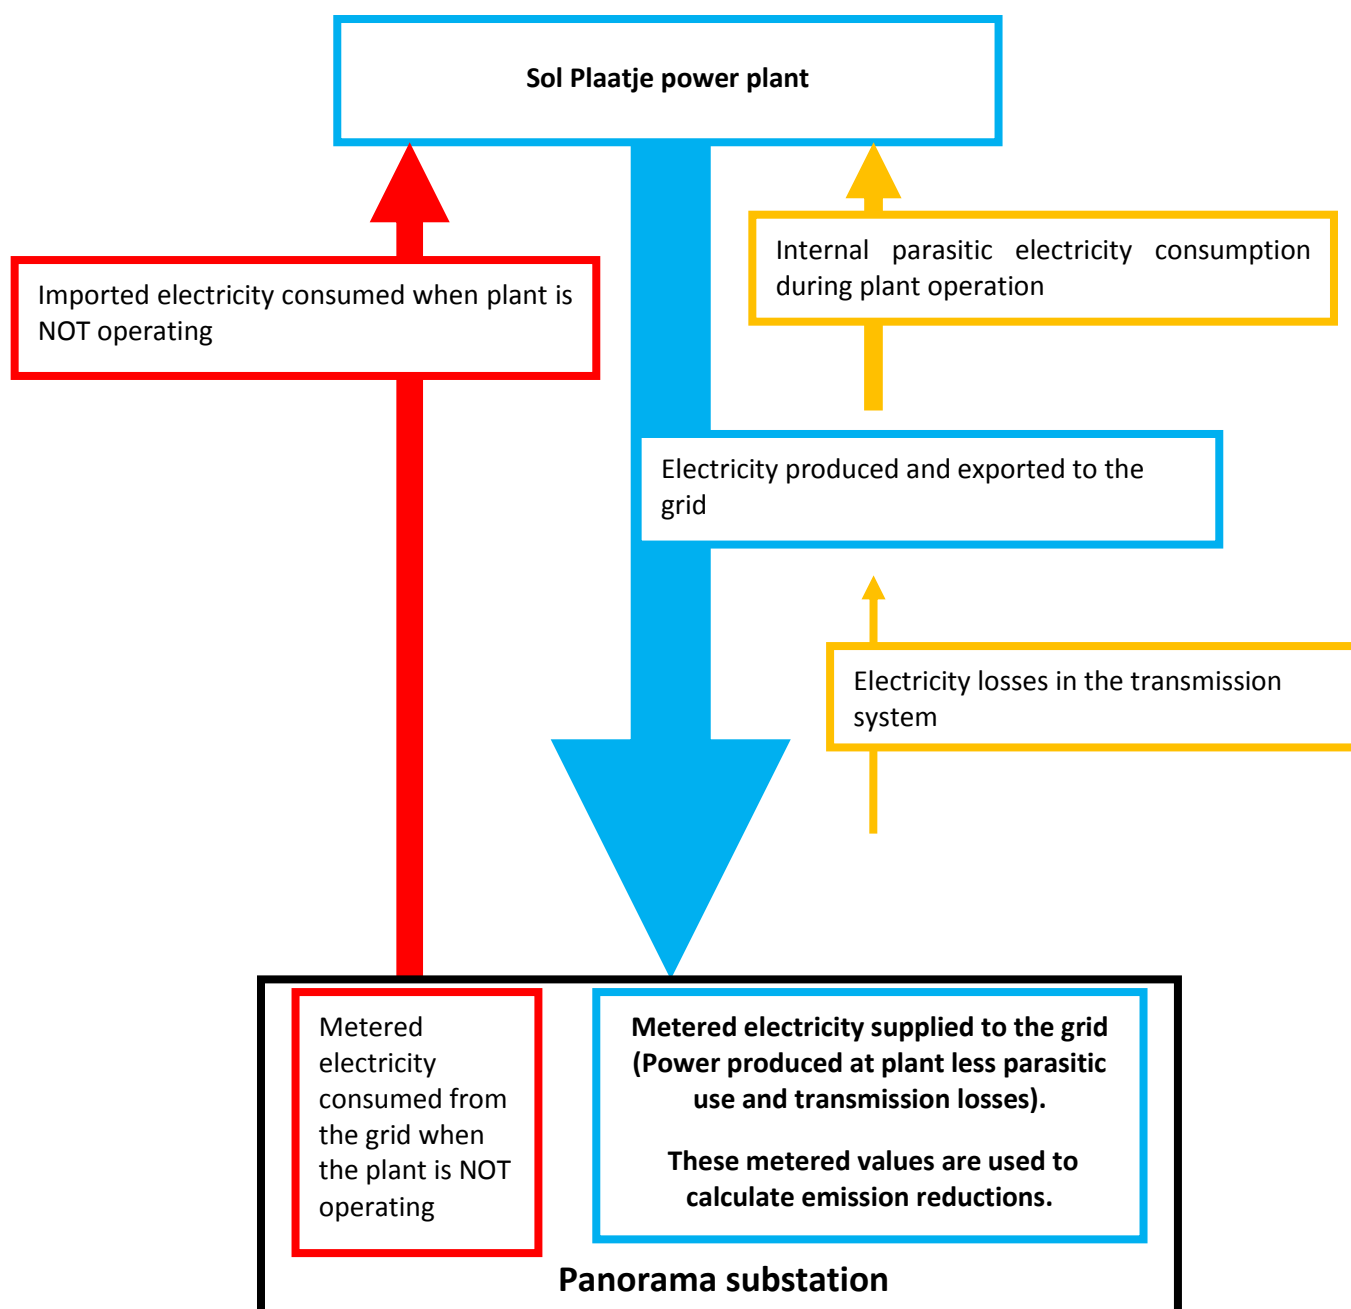 Sol Plaatje power plant
Imported electricity consumed when plant is
NOT operating
Internal parasitic electricity consumption
during plant operation
Electricity produced and exported to the
grid
Electricity losses in the transmission
system
Metered
electricity
consumed from
the grid when
the plant is NOT
operating
Metered electricity supplied to the grid
(Power produced at plant less parasitic
use and transmission losses).
These metered values are used to
calculate emission reductions.
Panorama substation